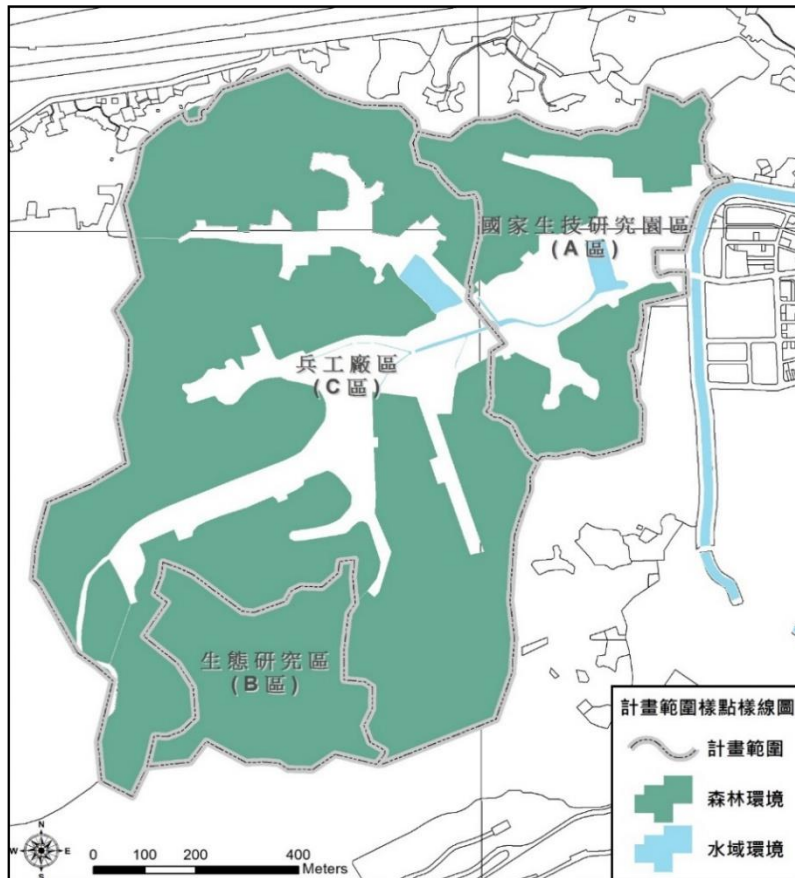 國家生技研究園區
(A區)
兵工廠區
(C區)
生態研究區
(B區)
計畫範圍樣點樣線圖
計畫範圍
森林環境
水域環境
N
W
E
S
0 100 200 400
Meters